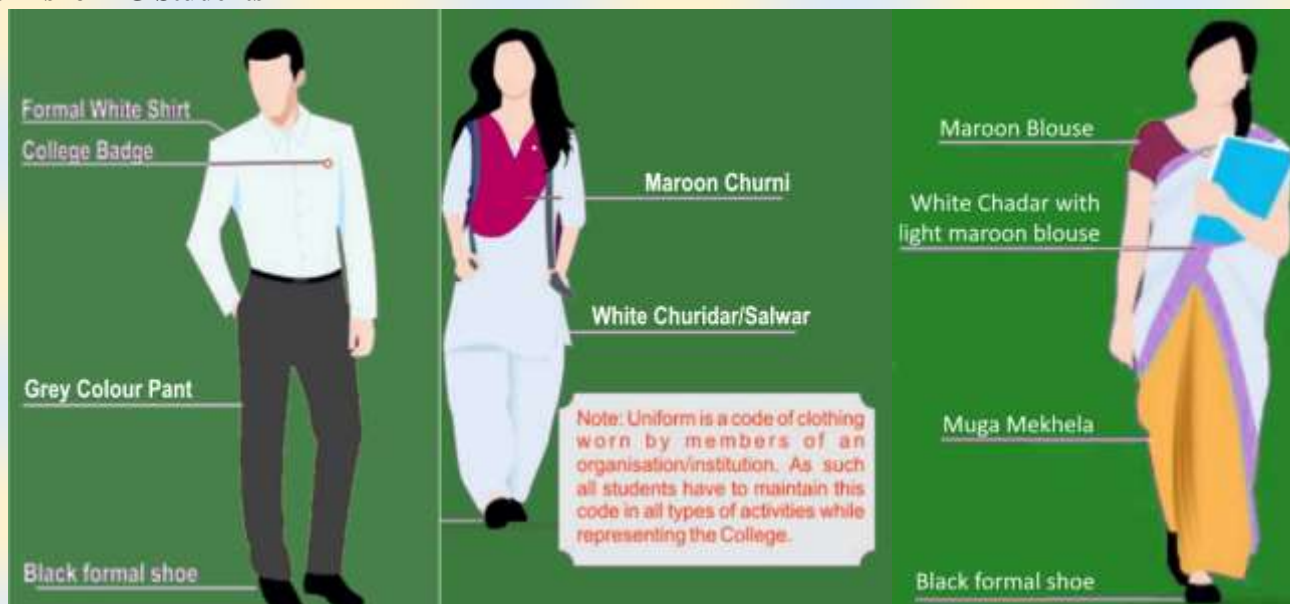 Formal White Shirt
College Badge
Grey Colour Pant
Black formal shoe
Maroon Churni
White Churidar/Salwar
Note: Uniform is a code of clothing
worn by members of an
organisation/institution. As such
all students have to maintain this
code in all types of activities while
representing the College.
Maroon Blouse
White Chadar with
light maroon blouse
Muga Mekhela
Black formal shoe